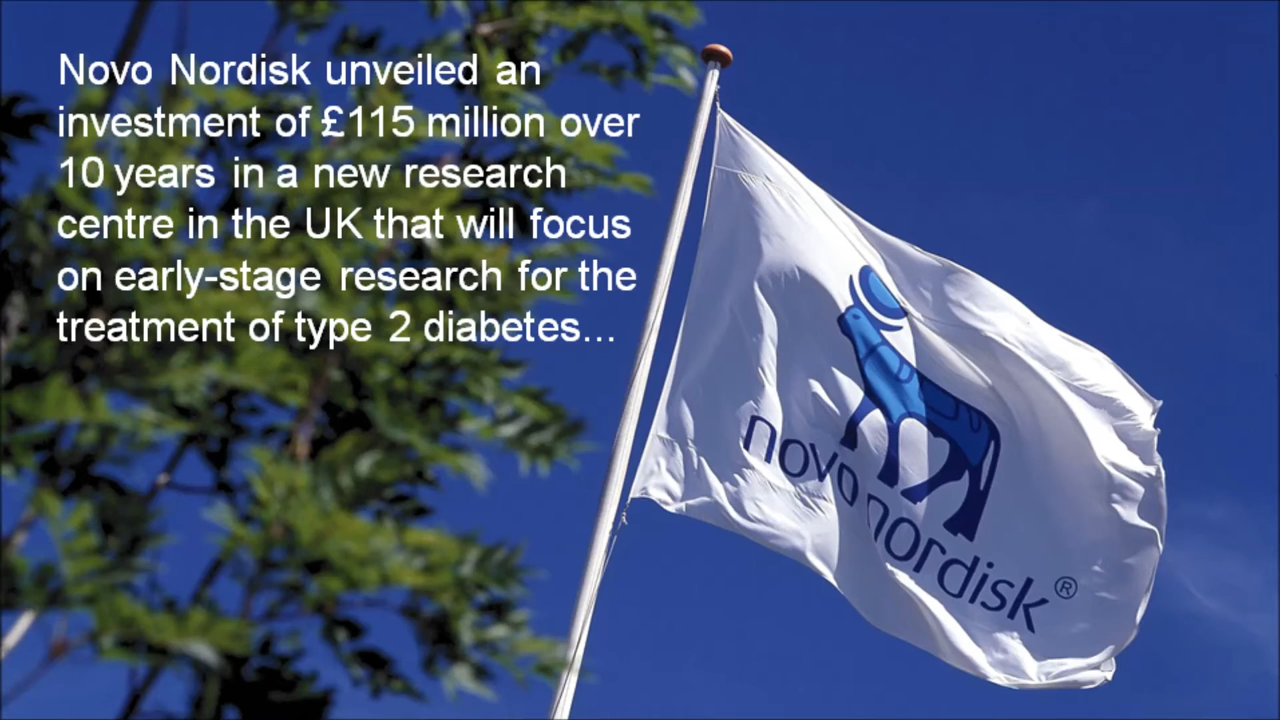 Novo Nordisk unveiled an
investment of £115 million over
10 years in a new research
centre in the UK that will focus
on early-stage research for the
treatment of type 2 diabetes...
novo nordisk®